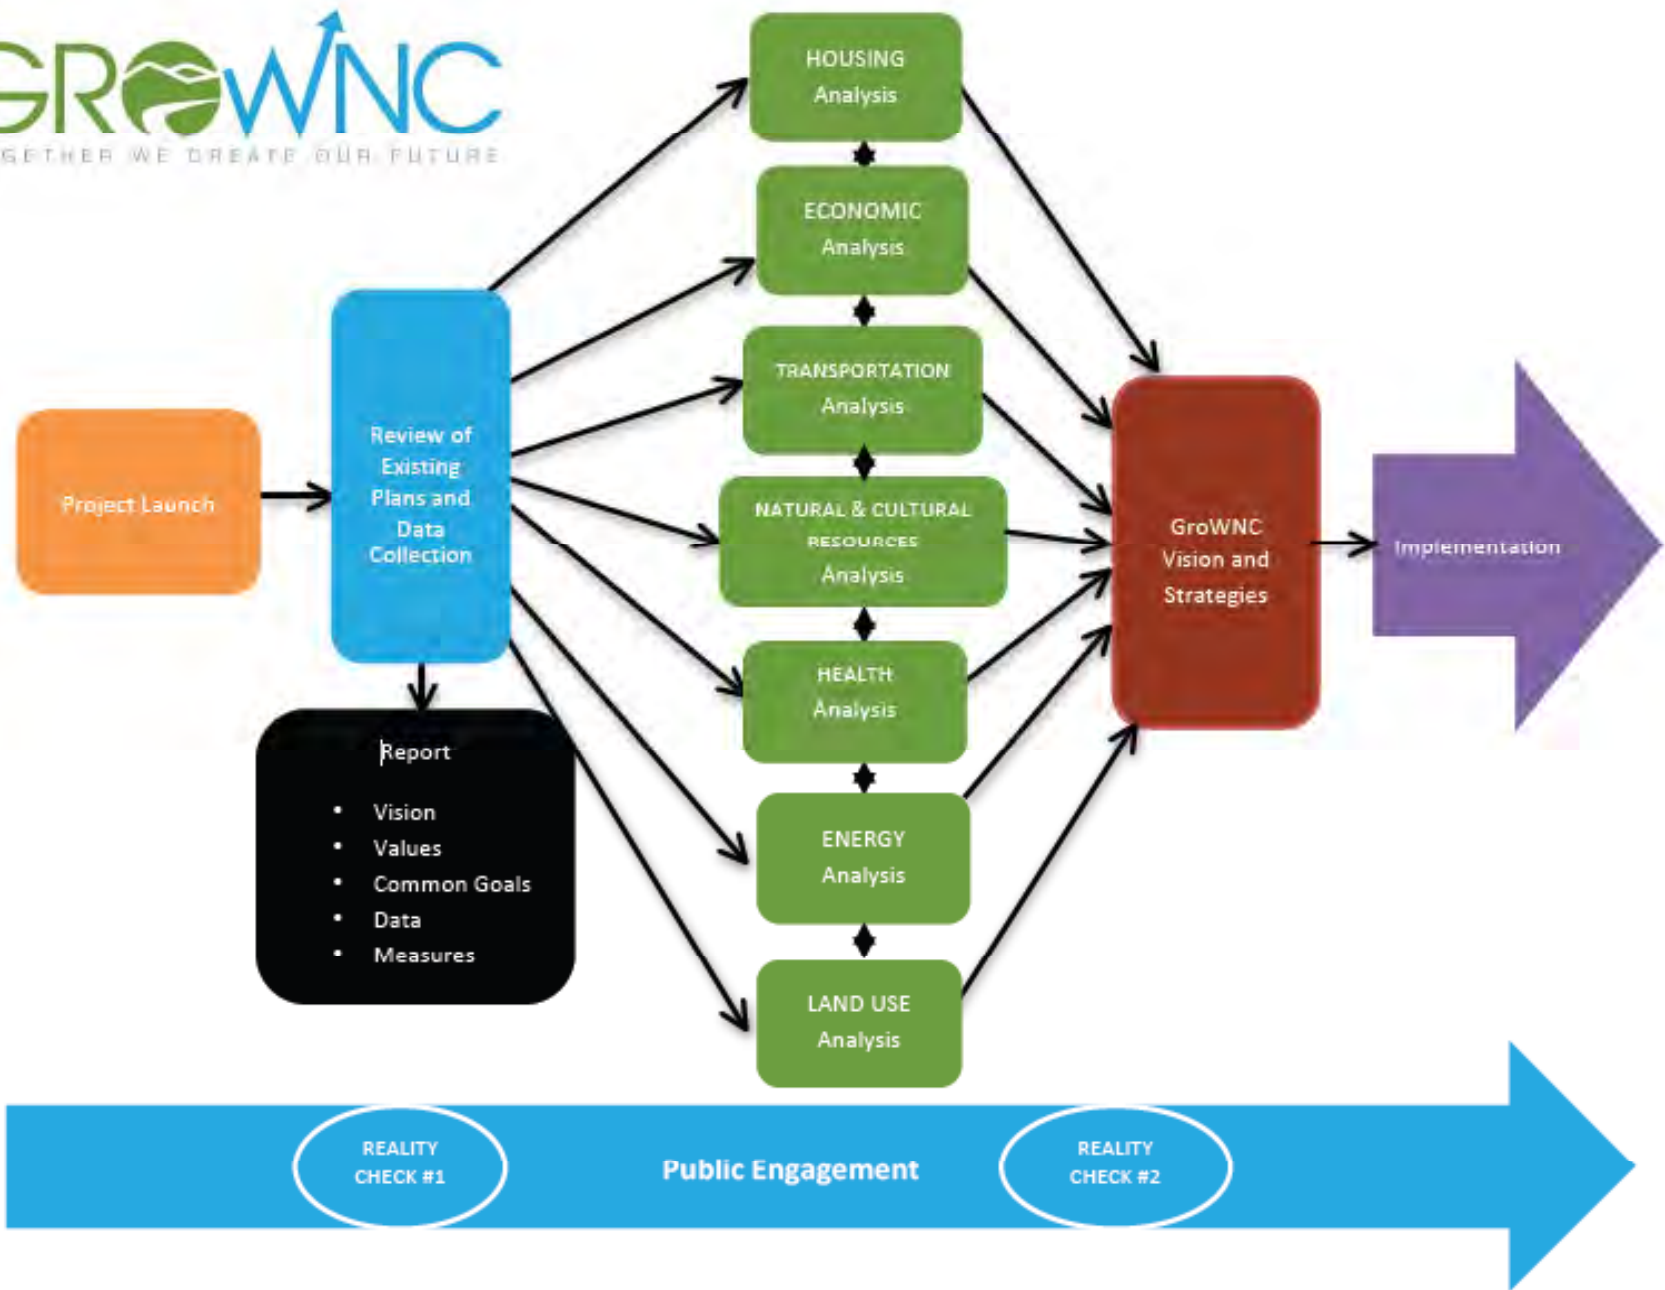 GROWNC
GETHER WE CREATE OUR FUTURE
HOUSING
Analysis
ECONOMIC
Analysis
TRANSPORTATION
Analysis
NATURAL & CULTURAL
RESOURCES
Analysis
HEALTH
Analysis
ENERGY
Analysis
LAND USE
Analysis
Project Launch
Review of
Existing
Plans and
Data
Collection
Report
• Vision
• Values
• Common Goals
• Data
• Measures
GroWNC
Vision and
Strategies
Implementation
REALITY
CHECK #1
Public Engagement
REALITY
CHECK #2